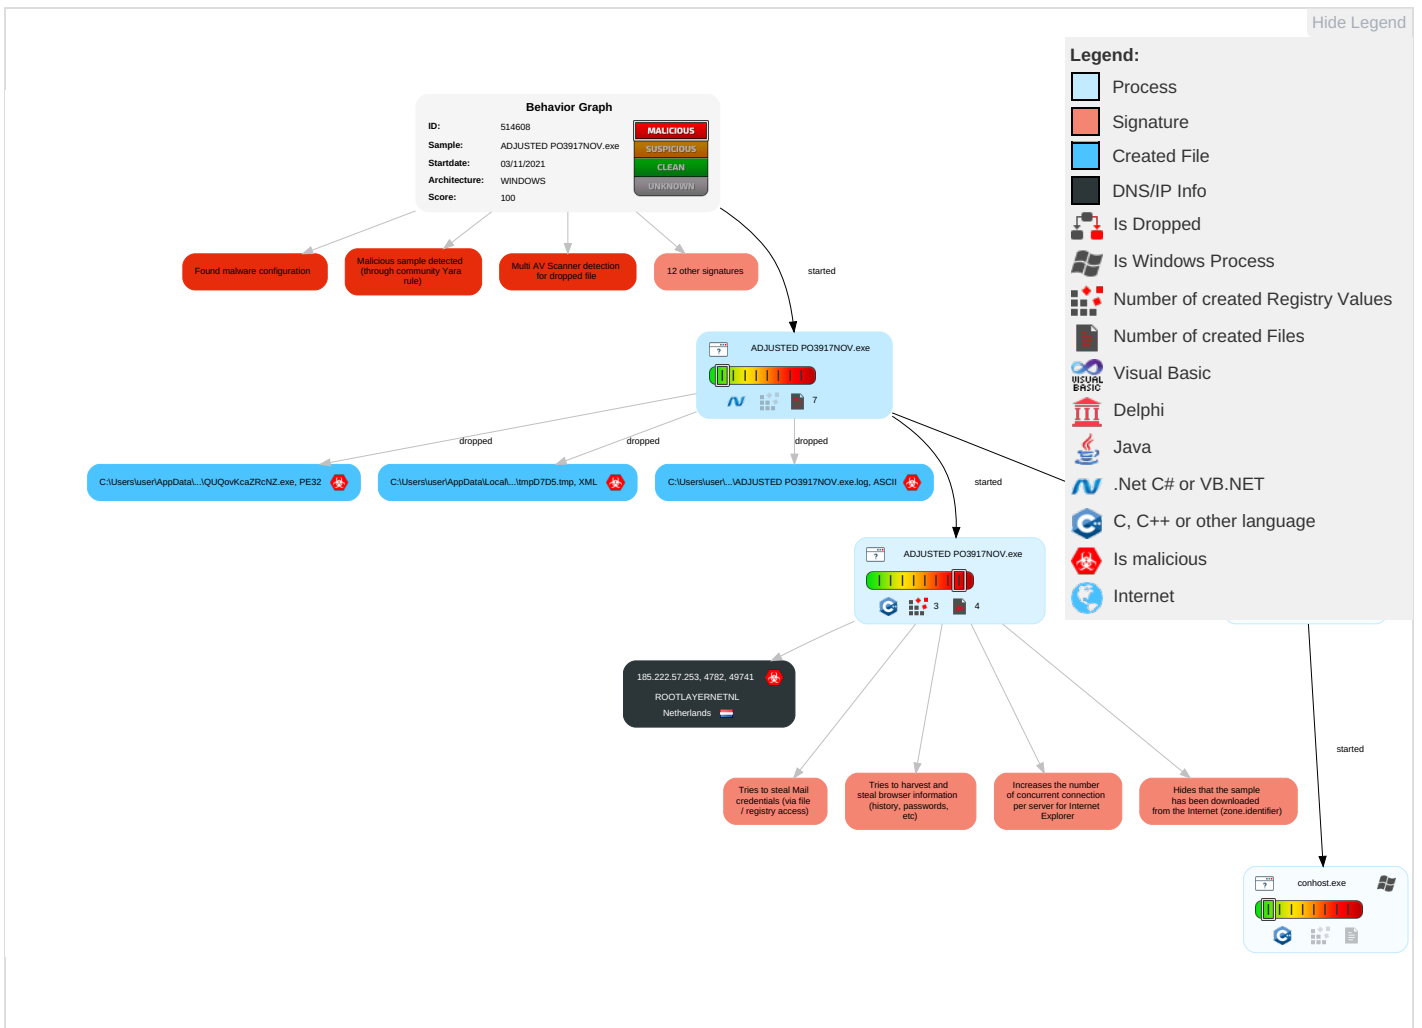 Hide Legend
Legend:
Process
Signature
Created File
DNS/IP Info
Is Dropped
Is Windows Process
Number of created Registry Values
Number of created Files
VISUAL
BASIC
Visual Basic
Delphi
Java
.Net C# or VB.NET
C, C++ or other language
Is malicious
Internet
Behavior Graph
ID: 514608
Sample: ADJUSTED PO3917NOV.exe
Startdate: 03/11/2021
Architecture: WINDOWS
Score: 100
MALICIOUS
SUSPICIOUS
CLEAN
UNKNOWN
Found malware configuration
Malicious sample detected
(through community Yara
rule)
Multi AV Scanner detection
for dropped file
12 other signatures
started
ADJUSTED PO3917NOV.exe
7
dropped
dropped
dropped
C:\Users\user\AppData\...\QUQovKcaZRcNZ.exe, PE32
C:\Users\user\AppData\Local\...\tmpD7D5.tmp, XML
C:\Users\user\...\ADJUSTED PO3917NOV.exe.log, ASCII
started
ADJUSTED PO3917NOV.exe
3
4
185.222.57.253, 4782, 49741
ROOTLAYERNETNL
Netherlands
started
Tries to steal Mail
credentials (via file
/ registry access)
Tries to harvest and
steal browser information
(history, passwords,
etc)
Increases the number
of concurrent connection
per server for Internet
Explorer
Hides that the sample
has been downloaded
from the Internet (zone.identifier)
conhost.exe